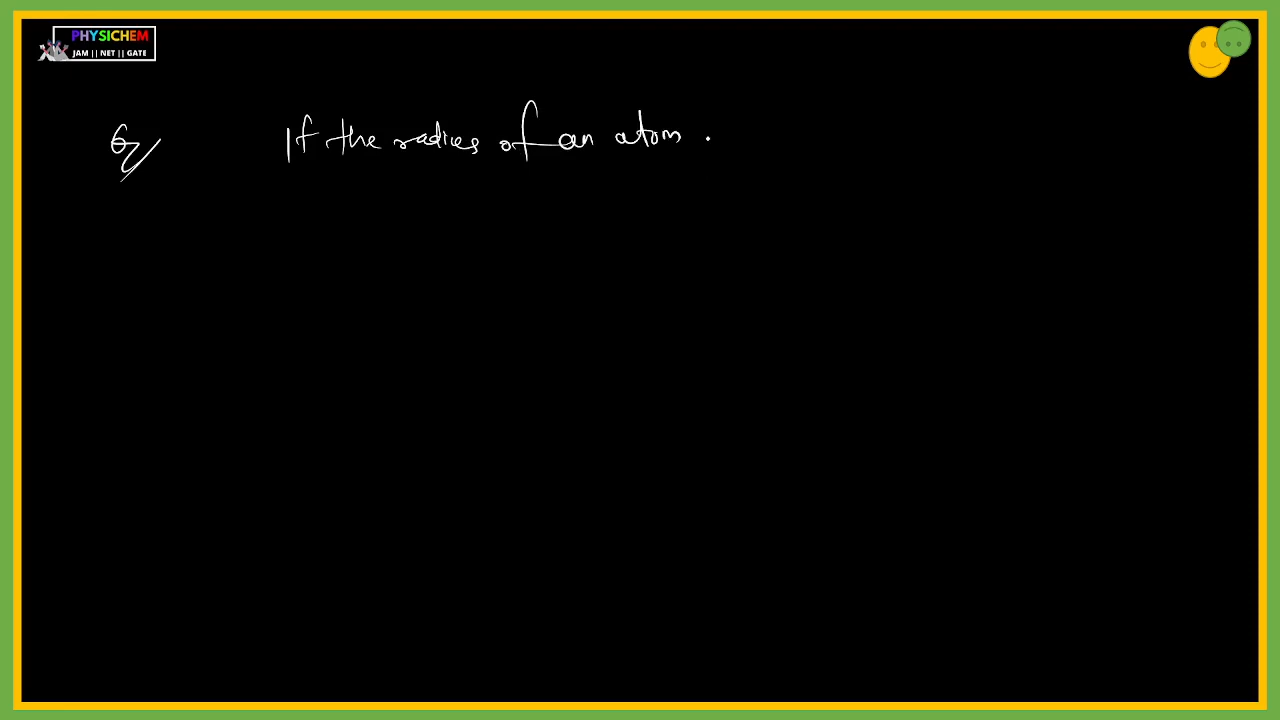 PHYSICHEM
JAM || NET || GATE
If the radius of an atom .